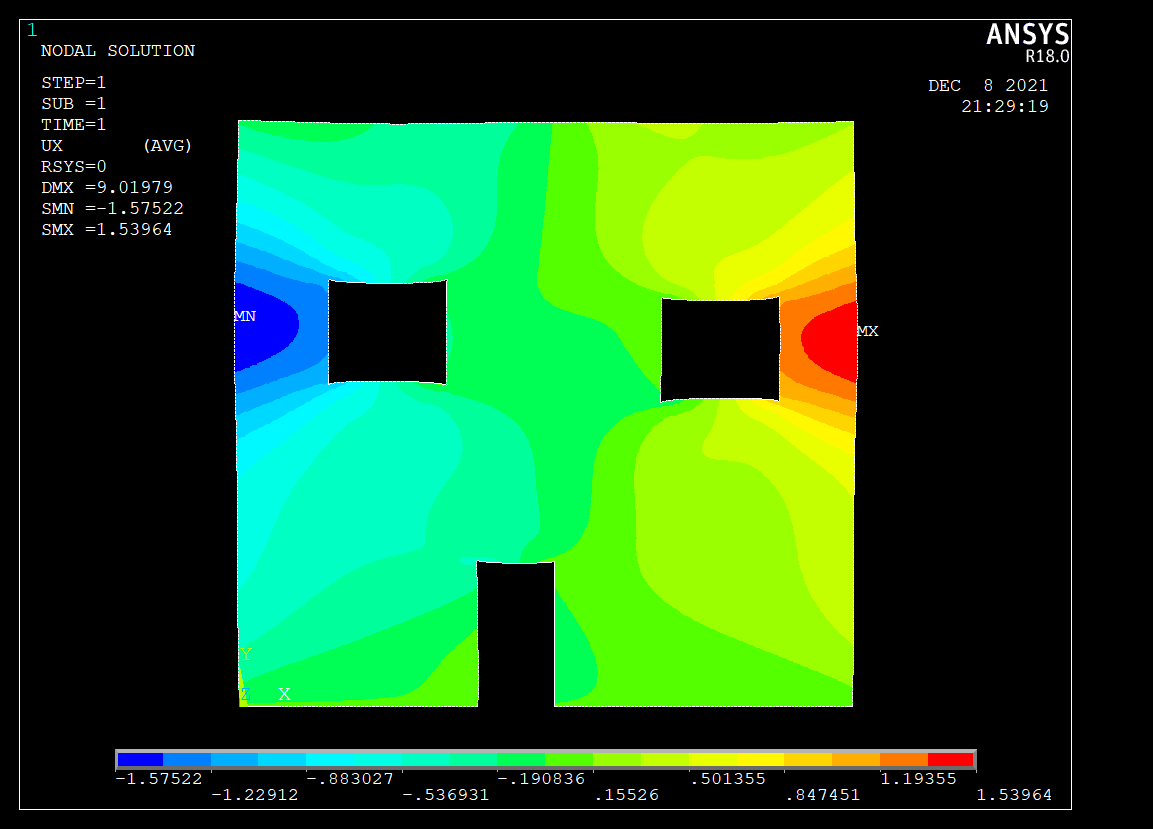 1
ANSYS
R18.0
NODAL SOLUTION
STEP=1
SUB =1
TIME=1
UX (AVG)
RSYS=0
DMX =9.01979
SMN =-1.57522
SMX =1.53964
DEC 8 2021
21:29:19
MN
MX
Y
Z X
-1.57522 -.883027 -.190836 .501355 1.19355
-1.22912 -.536931 .15526 .847451 1.53964